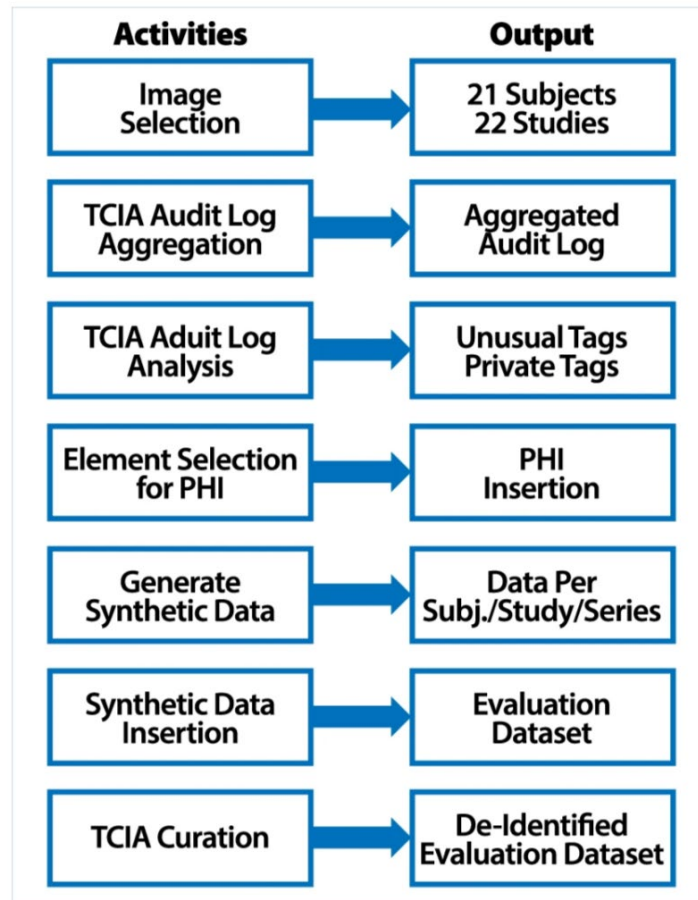 Activities
Output
Image
Selection
21 Subjects
22 Studies
TCIA Audit Log
Aggregation
Aggregated
Audit Log
TCIA Aduit Log
Analysis
Unusual Tags
Private Tags
Element Selection
for PHI
PHI
Insertion
Generate
Synthetic Data
Data Per
Subj./Study/Series
Synthetic Data
Insertion
Evaluation
Dataset
TCIA Curation
De-Identified
Evaluation Dataset